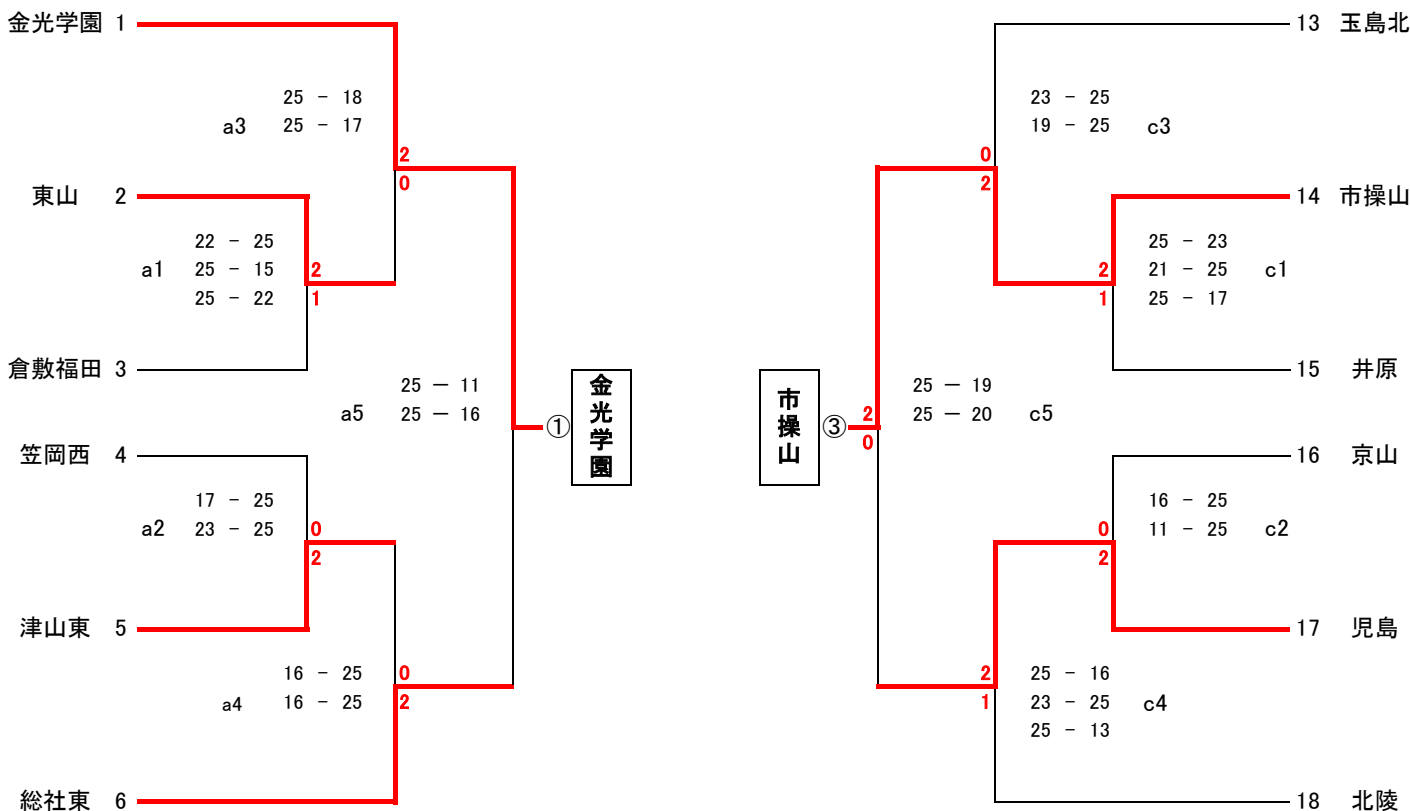 金光学園 1
25 - 18
a3 25 - 17
2
0
東山 2
22 - 25
a1 25 - 15
25 - 22
2
1
倉敷福田 3
25 － 11
a5 25 － 16
①
金光学園
笠岡西 4
17 - 25
a2 23 - 25
0
2
津山東 5
16 - 25
a4 16 - 25
0
2
総社東 6
13 玉島北
23 - 25
19 - 25 c3
0
2
14 市操山
25 - 23
21 - 25 c1
25 - 17
2
1
15 井原
市操山
③
2
0
25 － 19
25 － 20 c5
16 京山
16 - 25
11 - 25 c2
0
2
17 児島
2
1
25 - 16
23 - 25 c4
25 - 13
18 北陵